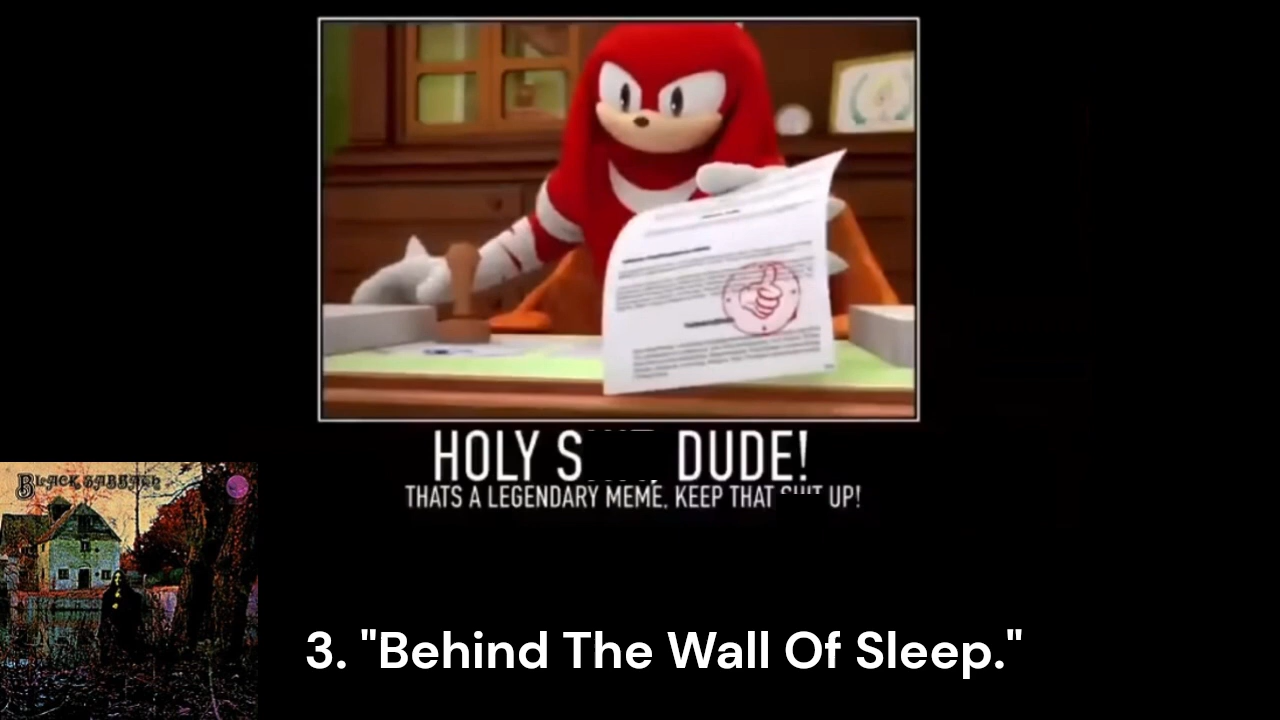 HOLY S DUDE!
THATS A LEGENDARY MEME, KEEP THAT UP!
BLACK SABBATH
3. "Behind The Wall Of Sleep."